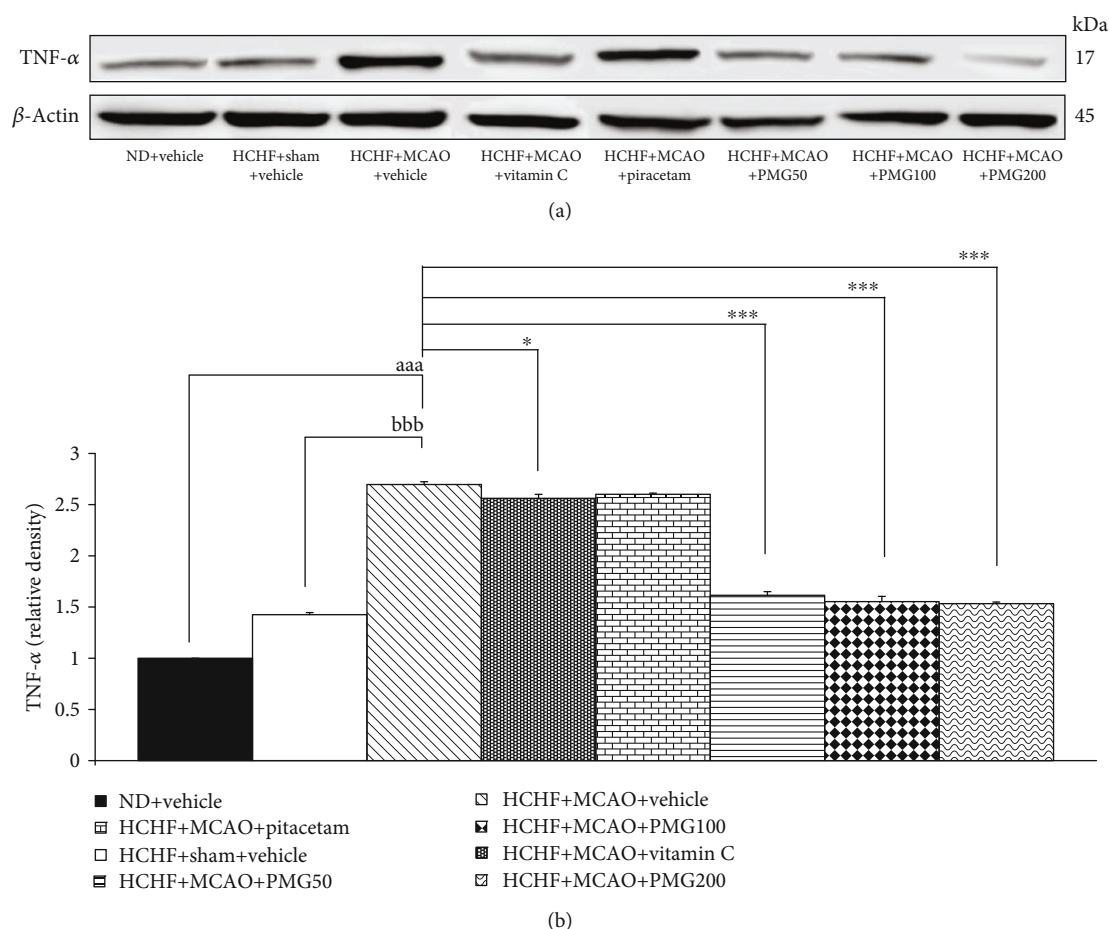 kDa
TNF-α 17
β-Actin 45
ND+vehicle HCHF+sham +vehicle HCHF+MCAO +vehicle HCHF+MCAO +vitamin C HCHF+MCAO +piracetam HCHF+MCAO +PMG50 HCHF+MCAO +PMG100 HCHF+MCAO +PMG200
(a)
***
***
***
*
aaa
bbb
3
2.5
2
1.5
1
0.5
0
TNF-α (relative density)
ND+vehicle
HCHF+MCAO+pitacetam
HCHF+sham+vehicle
HCHF+MCAO+PMG50
HCHF+MCAO+vehicle
HCHF+MCAO+PMG100
HCHF+MCAO+vitamin C
HCHF+MCAO+PMG200
(b)